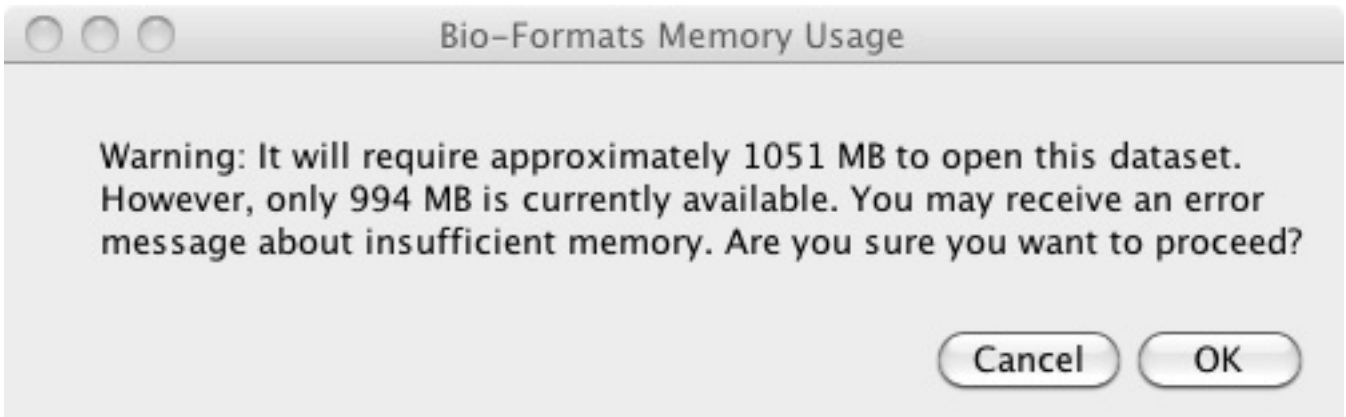 Bio-Formats Memory Usage
Warning: It will require approximately 1051 MB to open this dataset.
However, only 994 MB is currently available. You may receive an error
message about insufficient memory. Are you sure you want to proceed?
Cancel OK